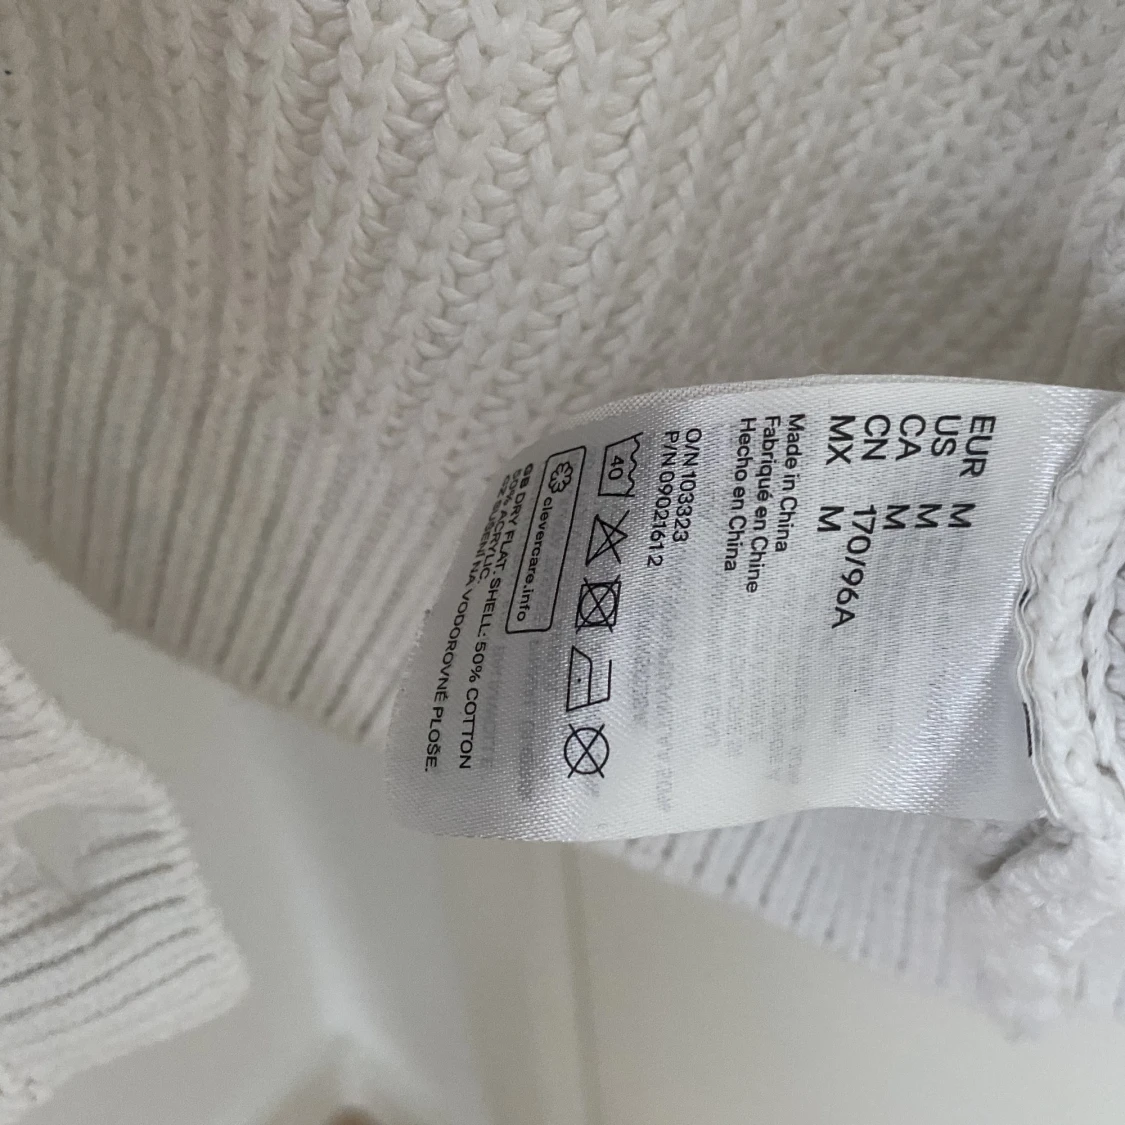 EUR M
US M
CA M
CN 170/96A
MX M
Made in China
Fabriqué en Chine
Hecho en China
O/N 103323
P/N 0902161 2
40
clevercare.info
GB DRY FLAT. SHELL: 50% COTTON
50% ACRYLIC.
CZ SUŠENÍ NA VODOROVNÉ PLOŠE.